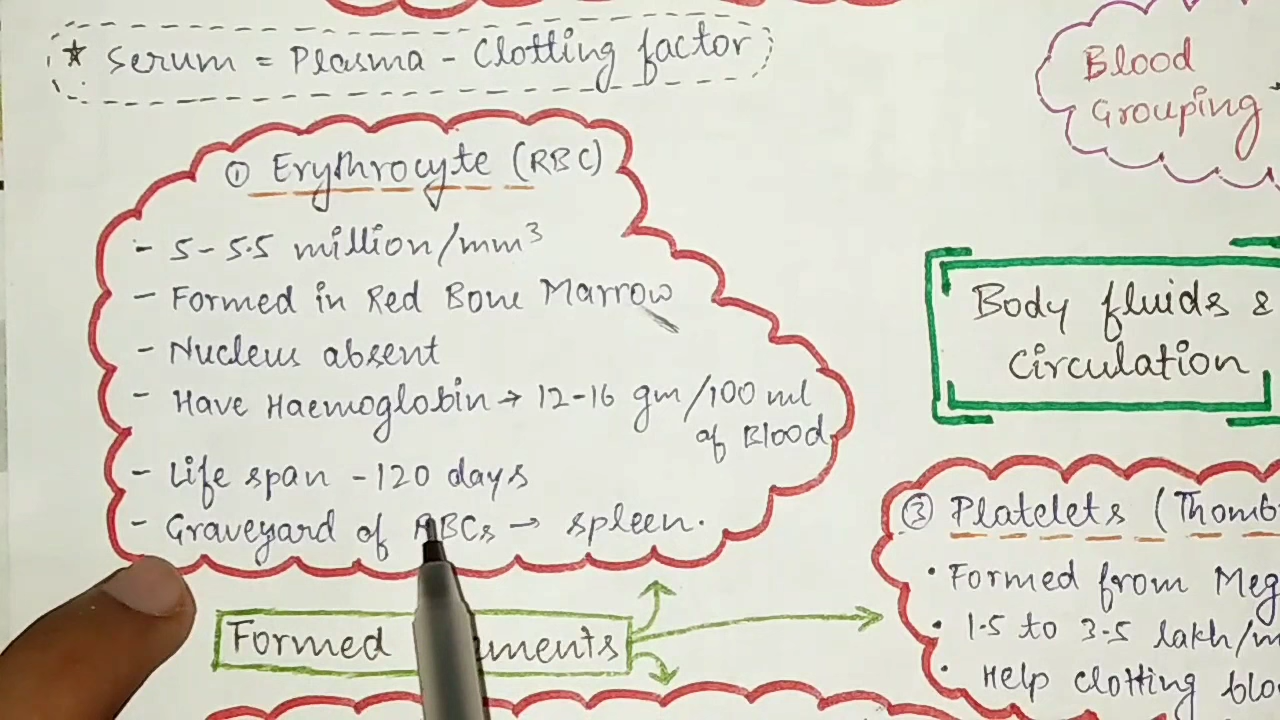 ★ Serum = Plasma - Clotting factor
① Erythrocyte (RBC)
- 5-5.5 million/mm³
- Formed in Red Bone Marrow
- Nucleus absent
- Have Haemoglobin → 12-16 gm/100 ml
of Blood
- Life span - 120 days
- Graveyard of RBCs → spleen.
Formed
Blood
Grouping
Body fluids &
Circulation
③ Platelets (Thomb
• Formed from Meg
• 1.5 to 3.5 lakh/m
• Help clotting blo